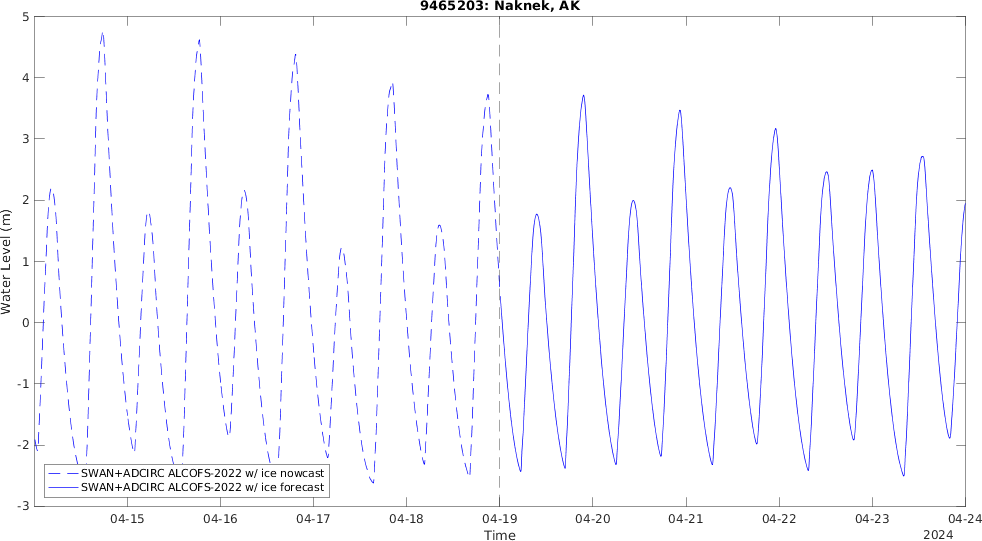 9465203: Naknek, AK
5
4
3
2
1
0
-1
-2
-3
Water Level (m)
SWAN+ADCIRC ALCOFS-2022 w/ ice nowcast
SWAN+ADCIRC ALCOFS-2022 w/ ice forecast
04-15 04-16 04-17 04-18 04-19 04-20 04-21 04-22 04-23 04-24
Time
2024